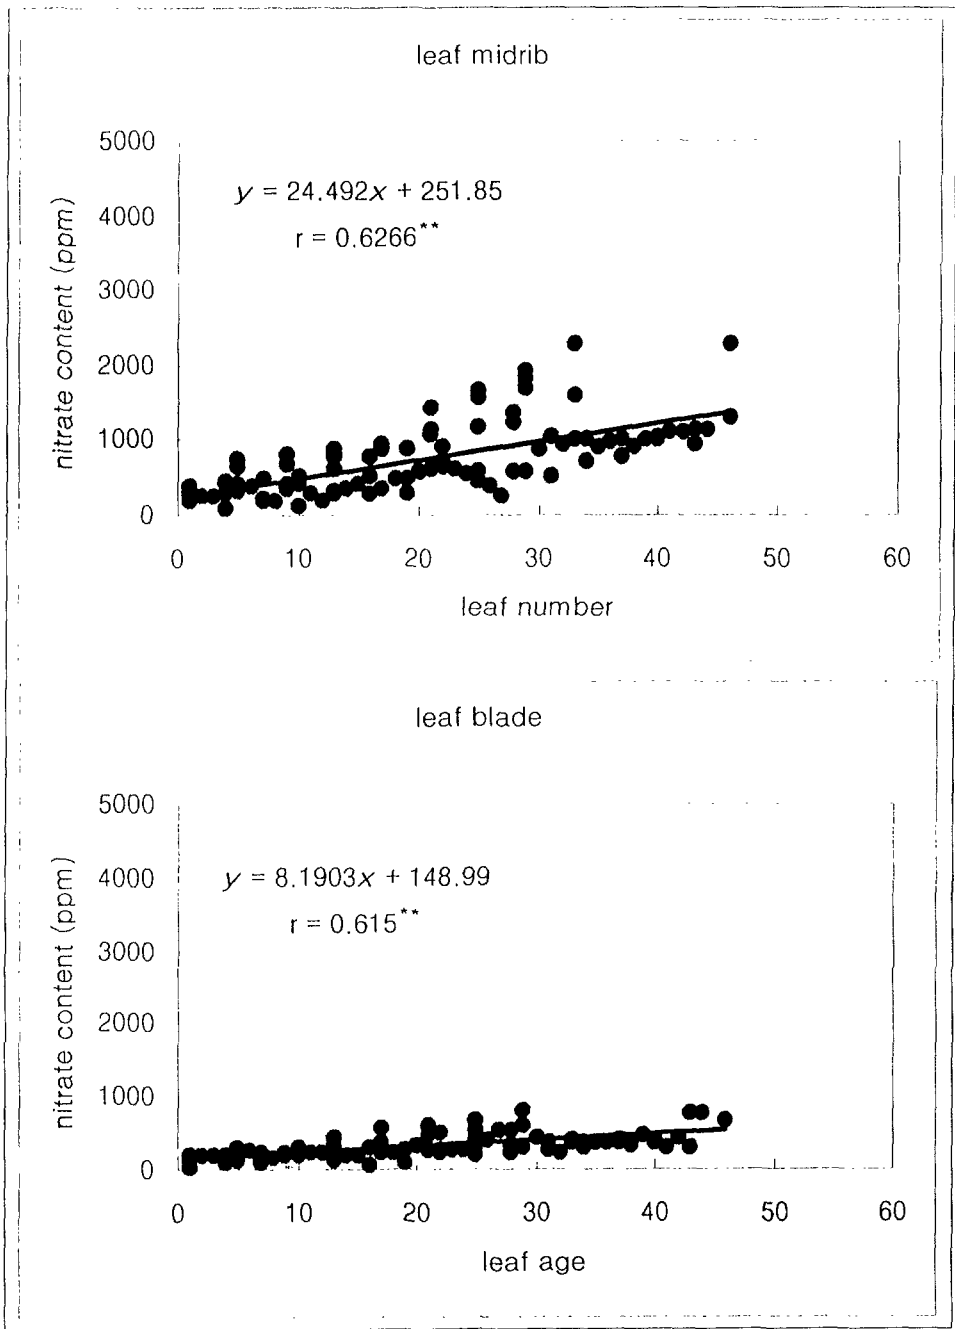 leaf midrib
5000
y = 24.492x + 251.85
4000
r = 0.6266**
3000
2000
1000
0
nitrate content (ppm)
0 10 20 30 40 50 60
leaf number
leaf blade
5000
4000
y = 8.1903x + 148.99
r = 0.615**
3000
2000
1000
0
nitrate content (ppm)
0 10 20 30 40 50 60
leaf age